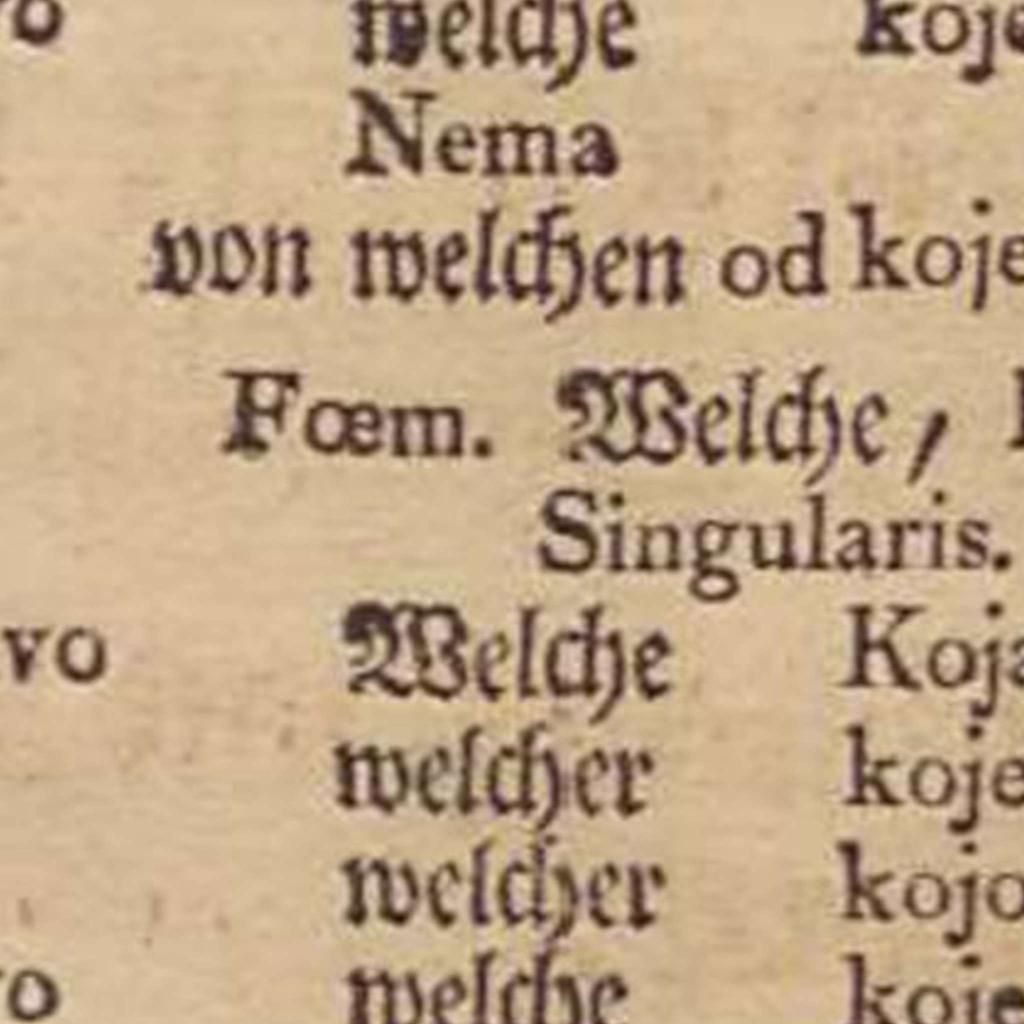 welche koje
Nema
von welchen od koje
Fœm. Welche,
Singularis.
vo Welche Koja
welcher koje
welcher kojo
vo welche koje